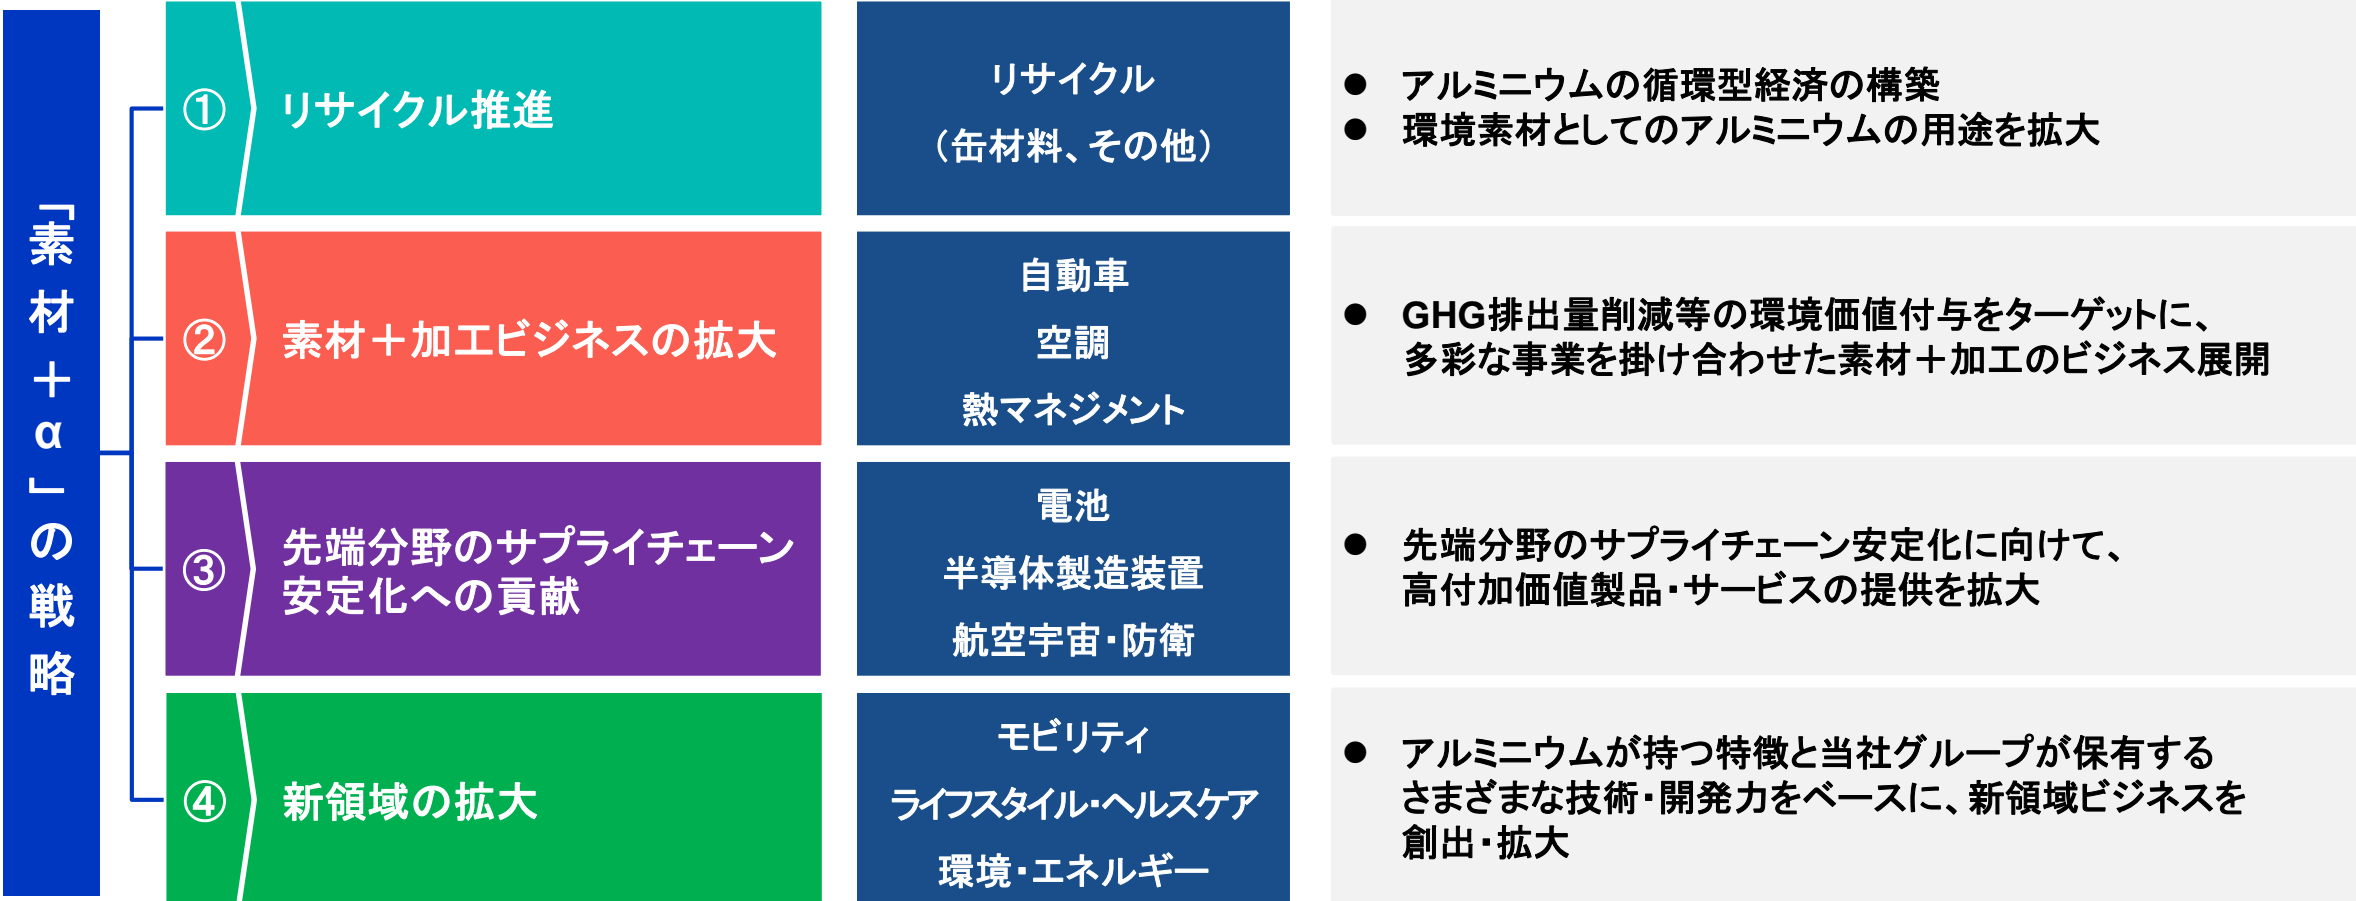 「素材＋α」の戦略
① リサイクル推進
リサイクル
（缶材料、その他）
● アルミニウムの循環型経済の構築
● 環境素材としてのアルミニウムの用途を拡大
② 素材＋加工ビジネスの拡大
自動車
空調
熱マネジメント
● GHG排出量削減等の環境価値付与をターゲットに、
多彩な事業を掛け合わせた素材＋加工のビジネス展開
③ 先端分野のサプライチェーン
安定化への貢献
電池
半導体製造装置
航空宇宙・防衛
● 先端分野のサプライチェーン安定化に向けて、
高付加価値製品・サービスの提供を拡大
④ 新領域の拡大
モビリティ
ライフスタイル・ヘルスケア
環境・エネルギー
● アルミニウムが持つ特徴と当社グループが保有する
さまざまな技術・開発力をベースに、新領域ビジネスを
創出・拡大